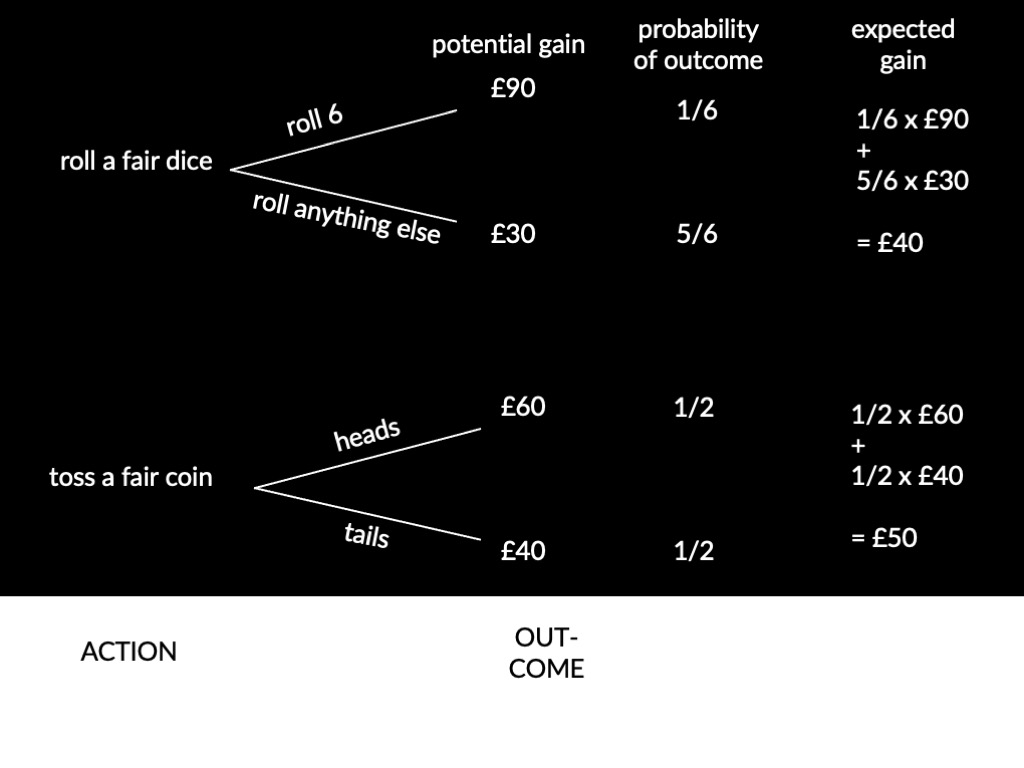 potential gain
probability
of outcome
expected
gain
roll a fair dice
roll 6
£90
1/6
1/6 x £90
+
5/6 x £30
= £40
roll anything else
£30
5/6
toss a fair coin
heads
£60
1/2
1/2 x £60
+
1/2 x £40
= £50
tails
£40
1/2
ACTION
OUT-
COME